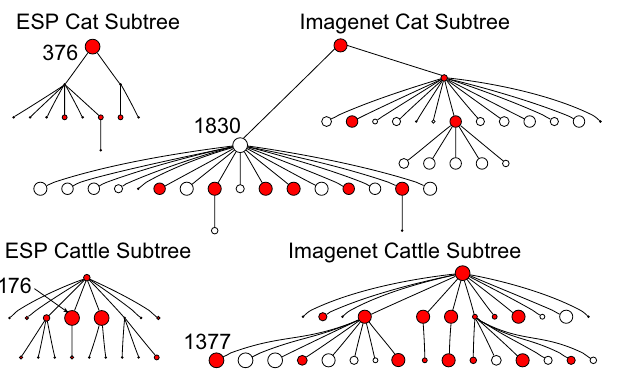 ESP Cat Subtree
Imagenet Cat Subtree
376
1830
ESP Cattle Subtree
Imagenet Cattle Subtree
176
1377